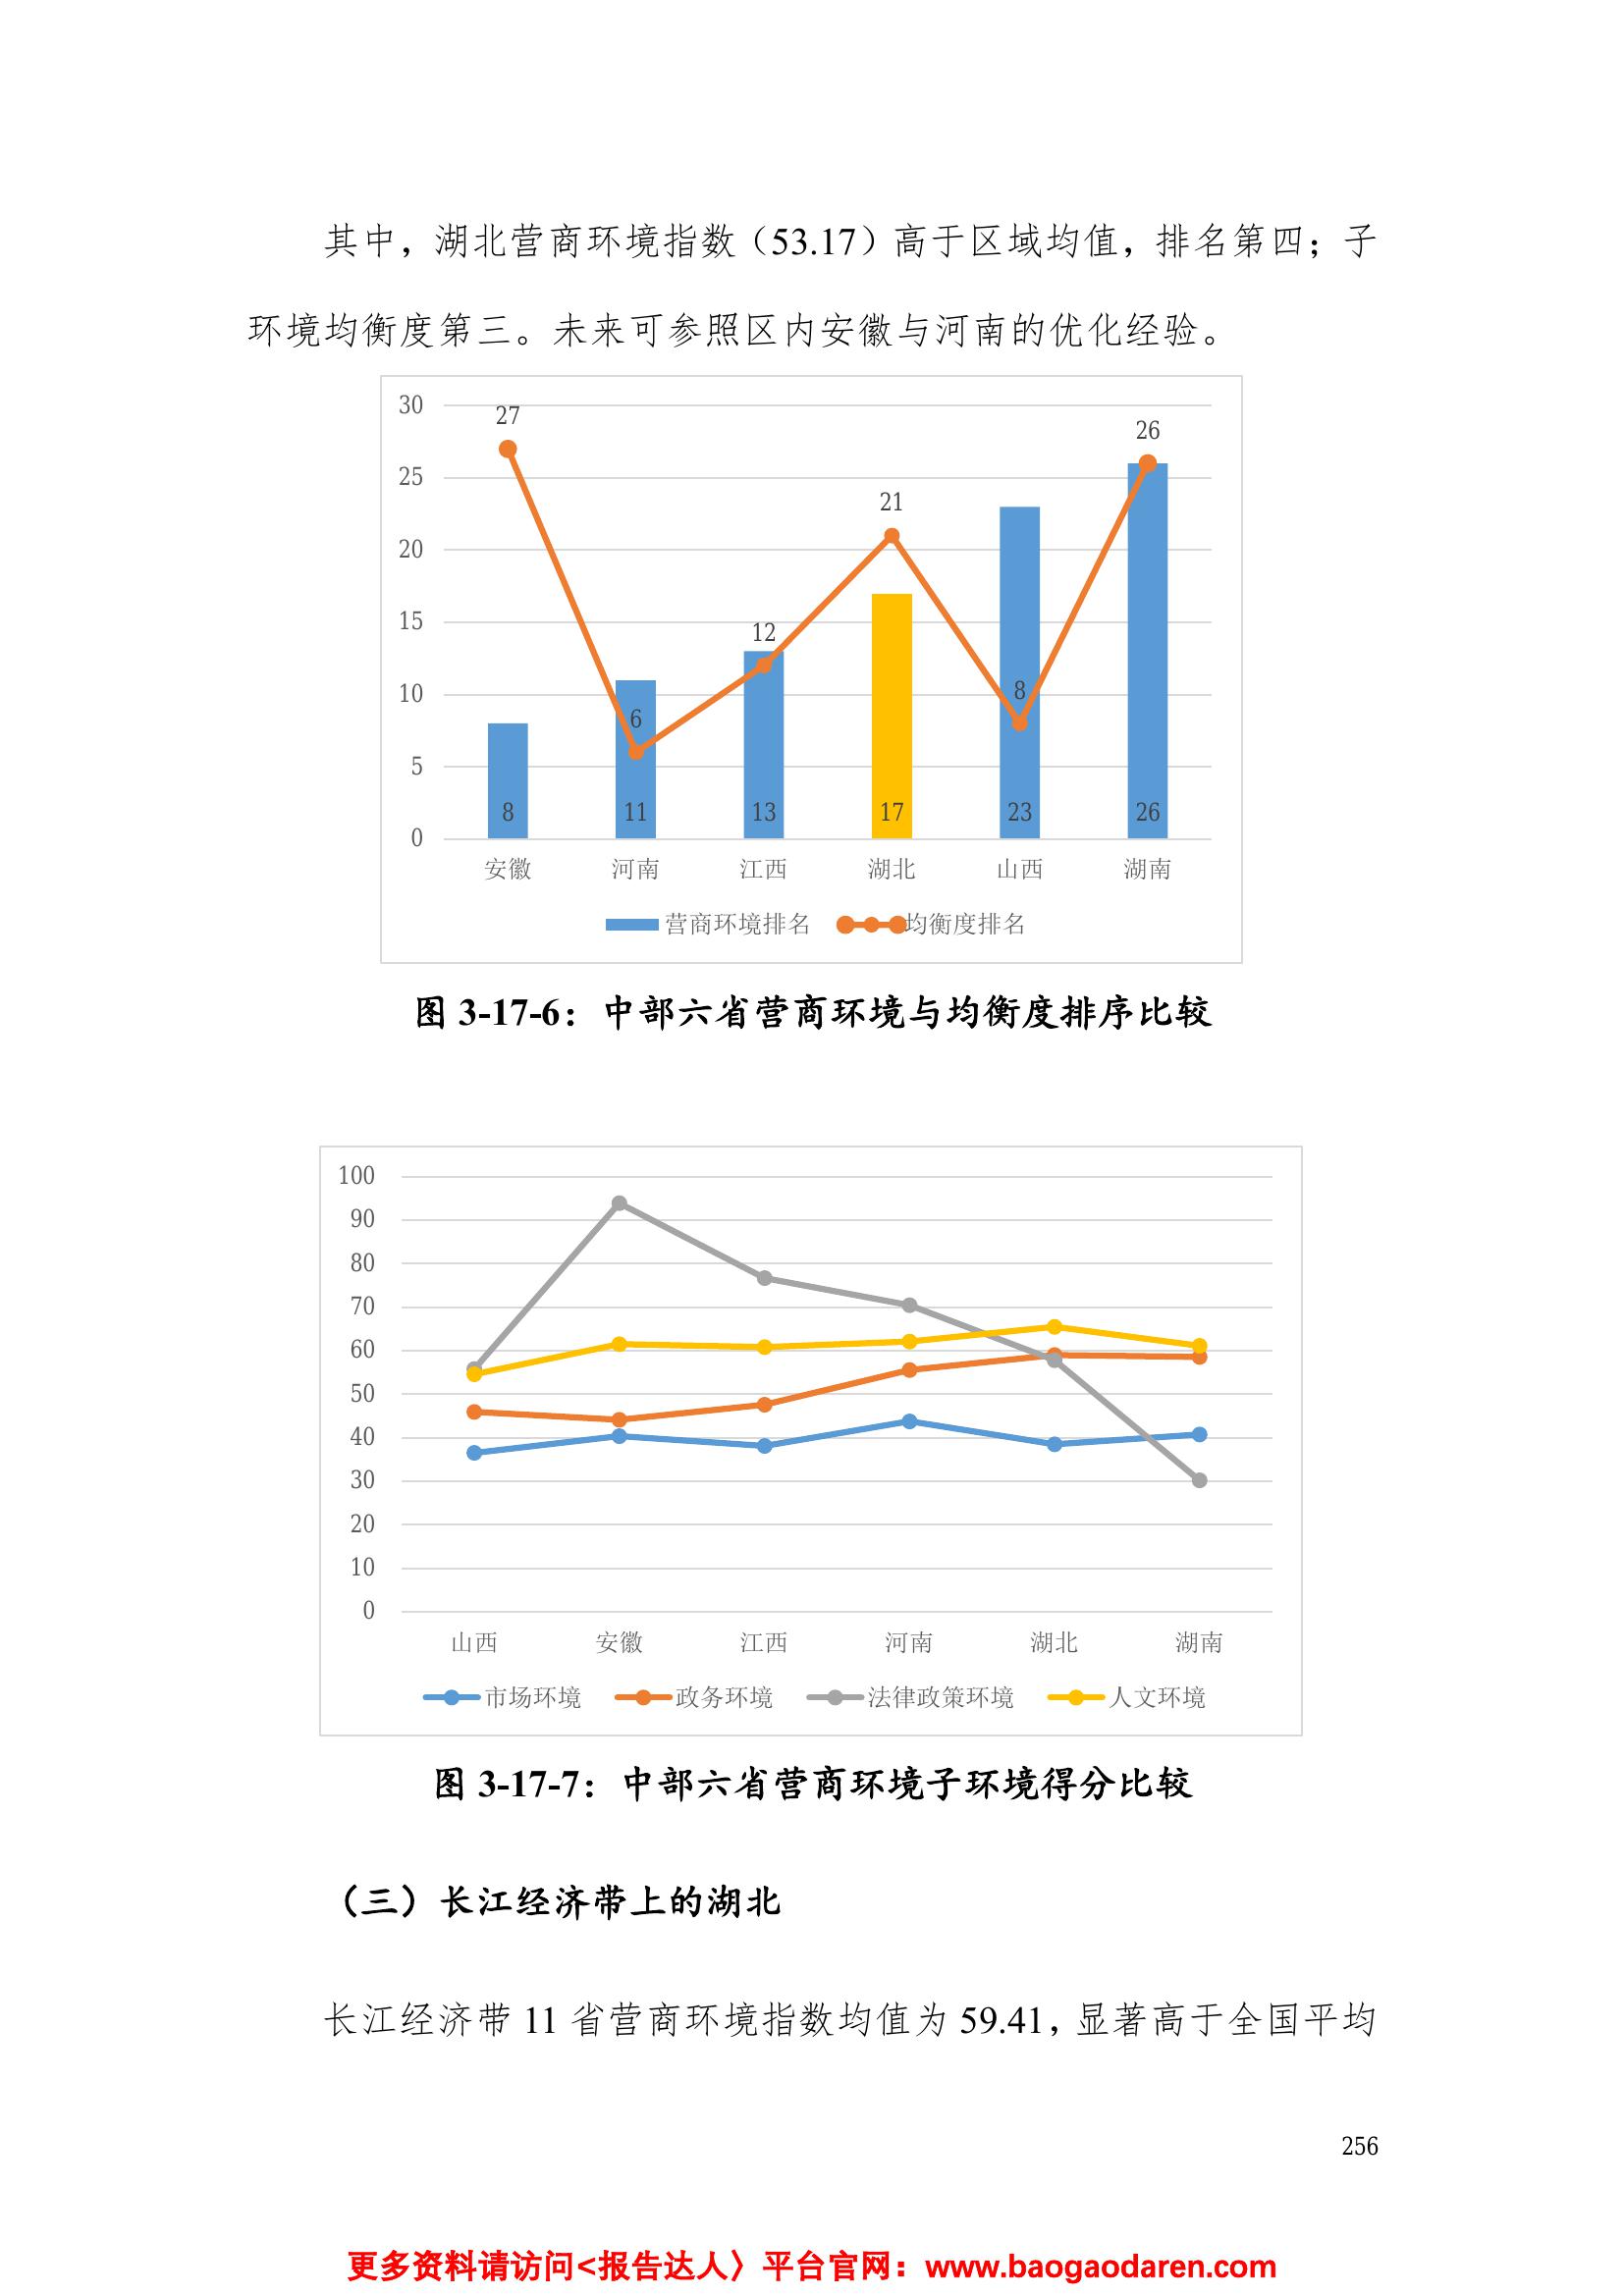 其中，湖北营商环境指数（53.17）高于区域均值，排名第四；子
环境均衡度第三。未来可参照区内安徽与河南的优化经验。
30
25
20
15
10
5
0
27
6
12
21
8
26
8
11
13
17
23
26
安徽 河南 江西 湖北 山西 湖南
营商环境排名 均衡度排名
图 3-17-6：中部六省营商环境与均衡度排序比较
100
90
80
70
60
50
40
30
20
10
0
山西 安徽 江西 河南 湖北 湖南
市场环境 政务环境 法律政策环境 人文环境
图 3-17-7：中部六省营商环境子环境得分比较
（三）长江经济带上的湖北
长江经济带 11 省营商环境指数均值为 59.41，显著高于全国平均
256
更多资料请访问<报告达人〉平台官网：www.baogaodaren.com